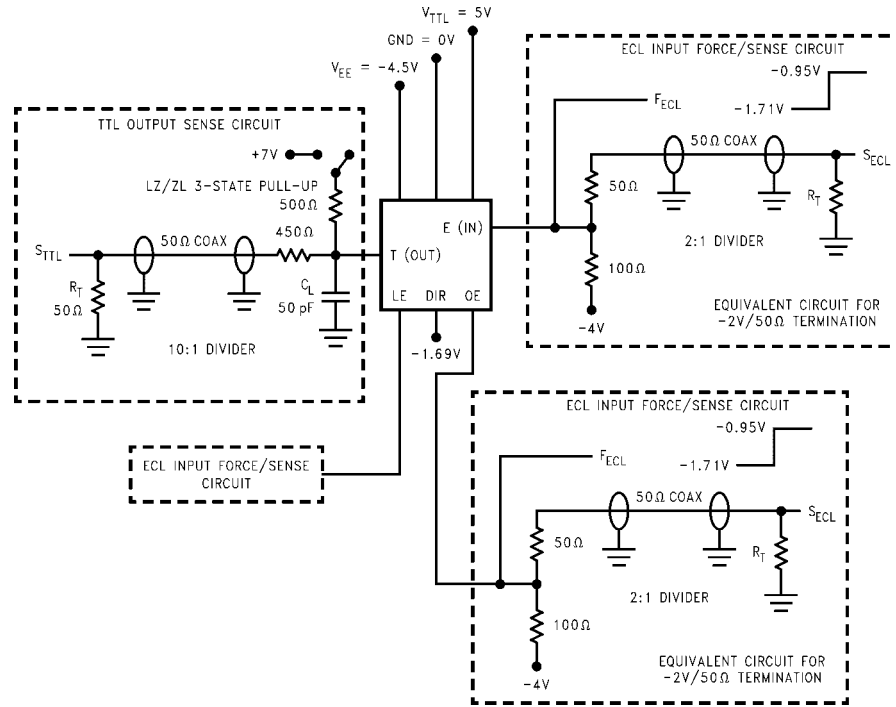 V_TTL = 5V
GND = 0V
V_EE = -4.5V
TTL OUTPUT SENSE CIRCUIT
+7V
LZ/ZL 3-STATE PULL-UP
500Ω
450Ω
S_TTL
50Ω COAX
R_T
50Ω
C_L
50 pF
10:1 DIVIDER
E (IN)
T (OUT)
LE DIR OE
-1.69V
ECL INPUT FORCE/SENSE CIRCUIT
-0.95V
-1.71V
F_ECL
50Ω COAX
S_ECL
50Ω
R_T
2:1 DIVIDER
100Ω
-4V
EQUIVALENT CIRCUIT FOR
-2V/50Ω TERMINATION
ECL INPUT FORCE/SENSE
CIRCUIT
ECL INPUT FORCE/SENSE CIRCUIT
-0.95V
-1.71V
F_ECL
50Ω COAX
S_ECL
50Ω
R_T
2:1 DIVIDER
100Ω
-4V
EQUIVALENT CIRCUIT FOR
-2V/50Ω TERMINATION